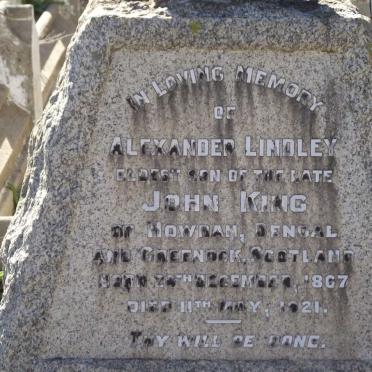 IN LOVING MEMORY
OF
ALEXANDER LINDLEY
ELDEST SON OF THE LATE
JOHN KING
OF HOWRAH, BENGAL
AND GREENOCK, SCOTLAND
BORN DECEMBER, 1867
DIED 11TH MAY, 1921.
THY WILL BE DONE.